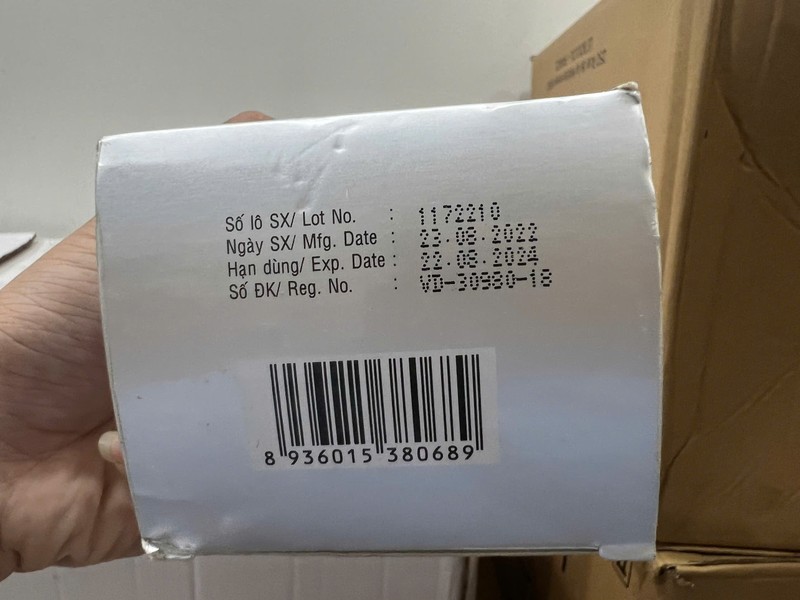 Số lô SX/ Lot No. : 1172210
Ngày SX/ Mfg. Date : 23.08.2022
Hạn dùng/ Exp. Date : 22.08.2024
Số ĐK/ Reg. No. : VD-30980-18
8 936015 380689